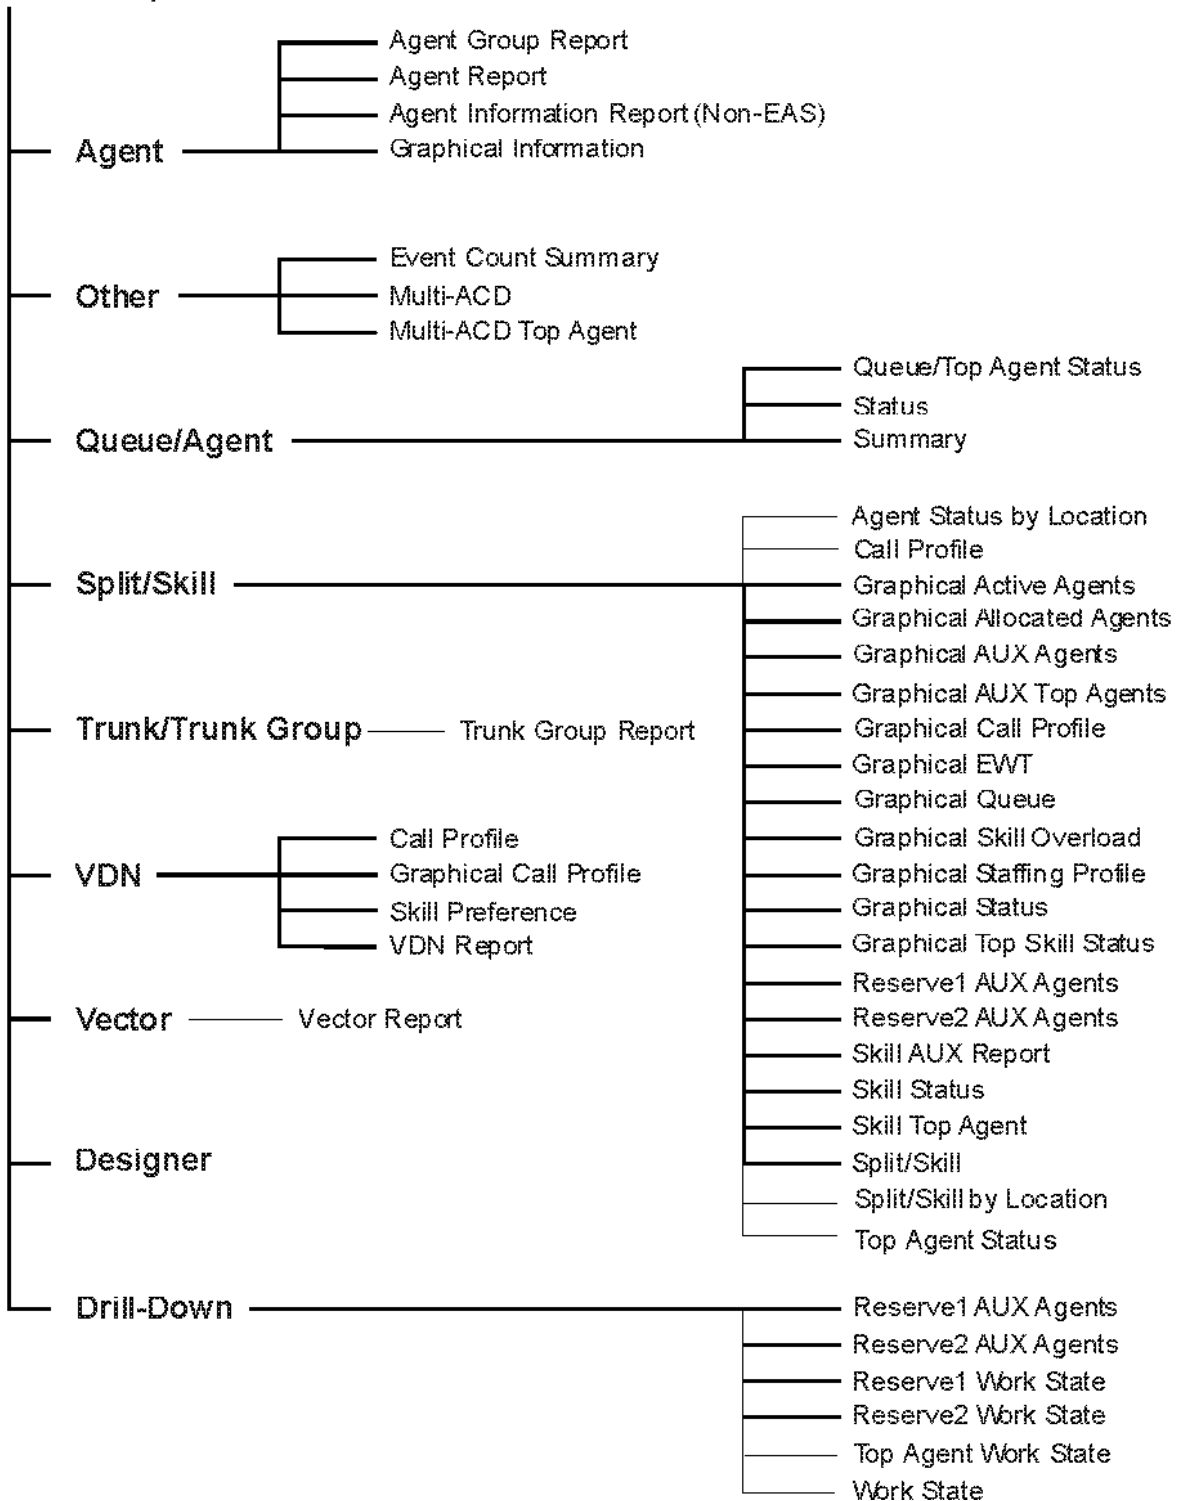 Agent
Agent Group Report
Agent Report
Agent Information Report (Non-EAS)
Graphical Information
Other
Event Count Summary
Multi-ACD
Multi-ACD Top Agent
Queue/Agent
Queue/Top Agent Status
Status
Summary
Split/Skill
Agent Status by Location
Call Profile
Graphical Active Agents
Graphical Allocated Agents
Graphical AUX Agents
Graphical AUX Top Agents
Graphical Call Profile
Graphical EWT
Graphical Queue
Graphical Skill Overload
Graphical Staffing Profile
Graphical Status
Graphical Top Skill Status
Reserve1 AUX Agents
Reserve2 AUX Agents
Skill AUX Report
Skill Status
Skill Top Agent
Split/Skill
Split/Skill by Location
Top Agent Status
Trunk/Trunk Group
Trunk Group Report
VDN
Call Profile
Graphical Call Profile
Skill Preference
VDN Report
Vector
Vector Report
Designer
Drill-Down
Reserve1 AUX Agents
Reserve2 AUX Agents
Reserve1 Work State
Reserve2 Work State
Top Agent Work State
Work State